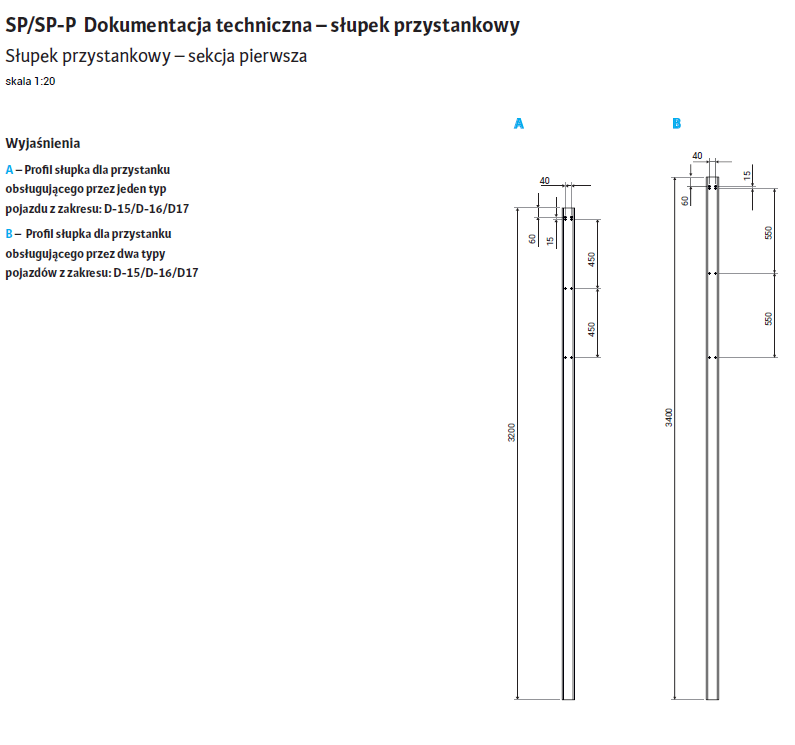 SP/SP-P Dokumentacja techniczna – słupek przystankowy
Słupek przystankowy – sekcja pierwsza
skala 1:20
Wyjaśnienia
A – Profil słupka dla przystanku
obsługującego przez jeden typ
pojazdu z zakresu: D-15/D-16/D17
B – Profil słupka dla przystanku
obsługującego przez dwa typy
pojazdów z zakresu: D-15/D-16/D17
A
40
60
15
450
450
3200
B
40
15
60
550
550
3400